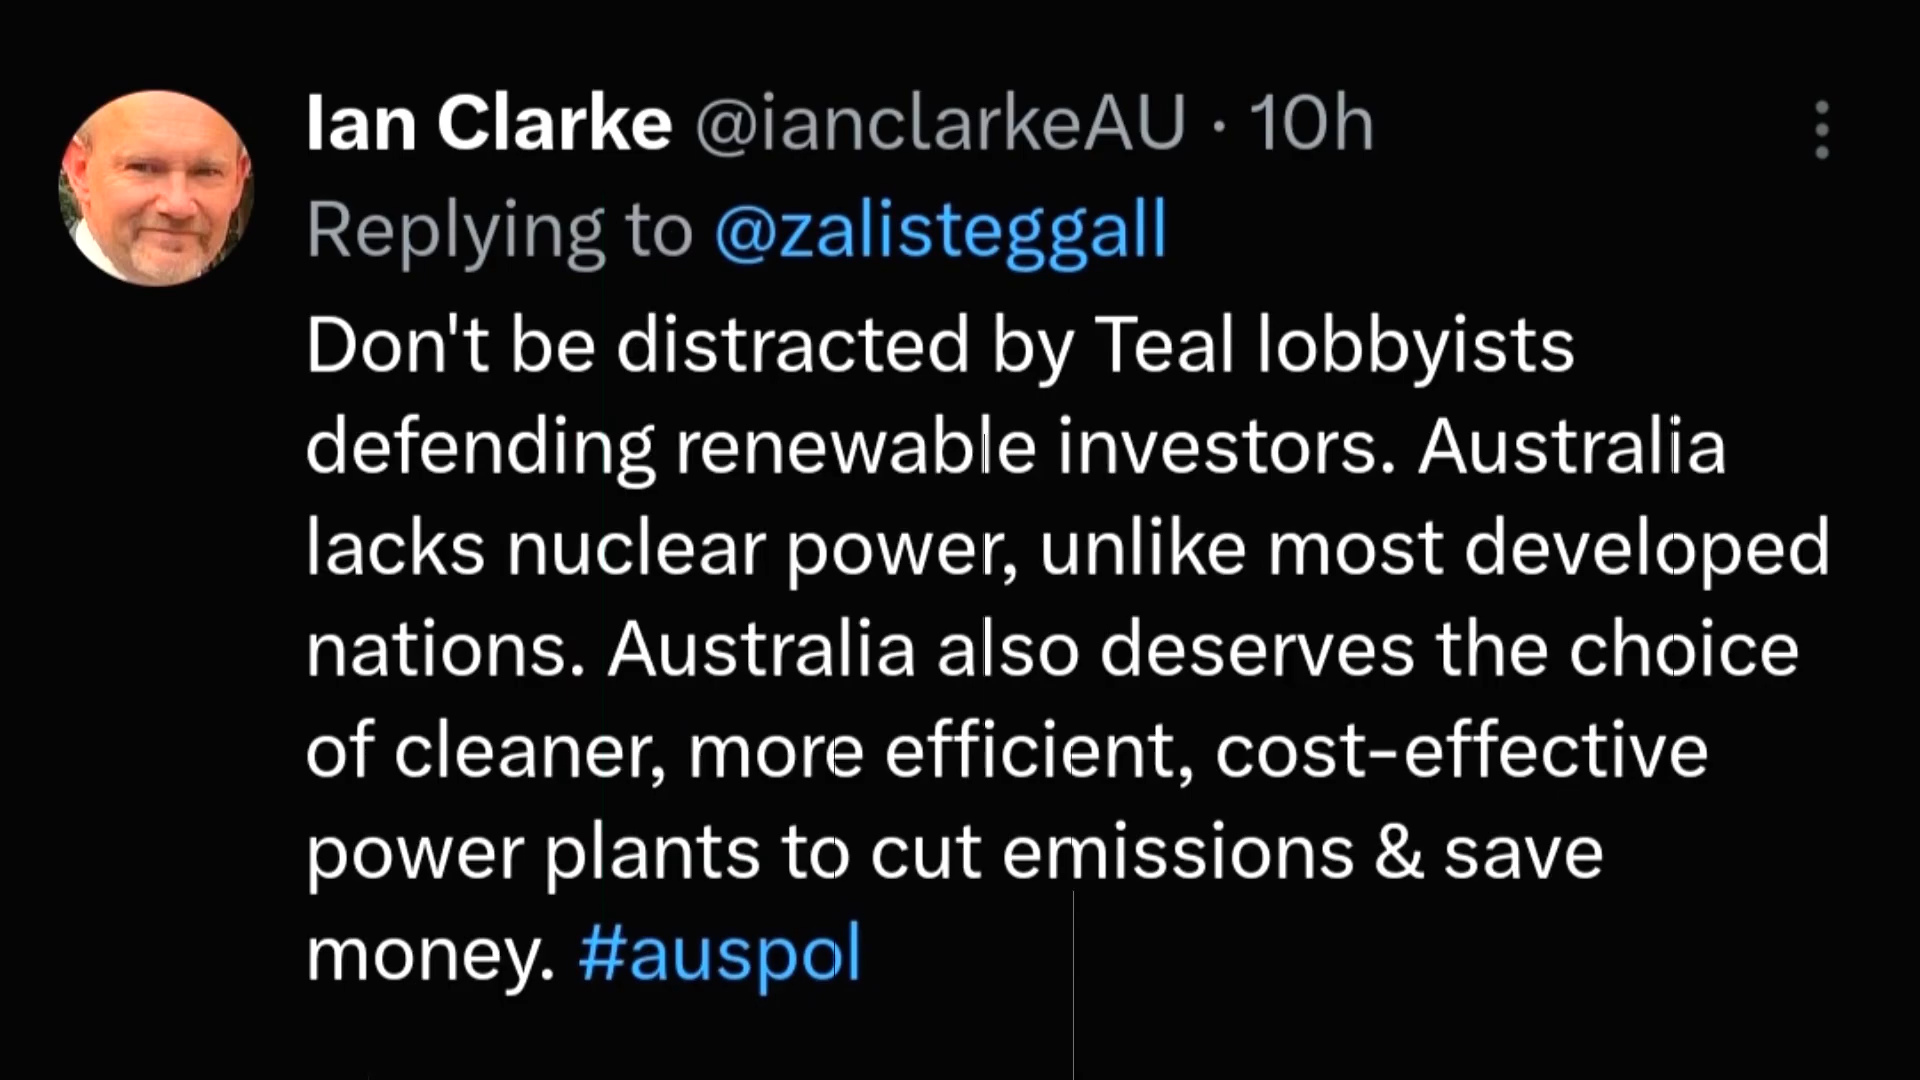 Ian Clarke @ianclarkeAU · 10h
Replying to @zalisteggall
Don't be distracted by Teal lobbyists
defending renewable investors. Australia
lacks nuclear power, unlike most developed
nations. Australia also deserves the choice
of cleaner, more efficient, cost-effective
power plants to cut emissions & save
money. #auspol